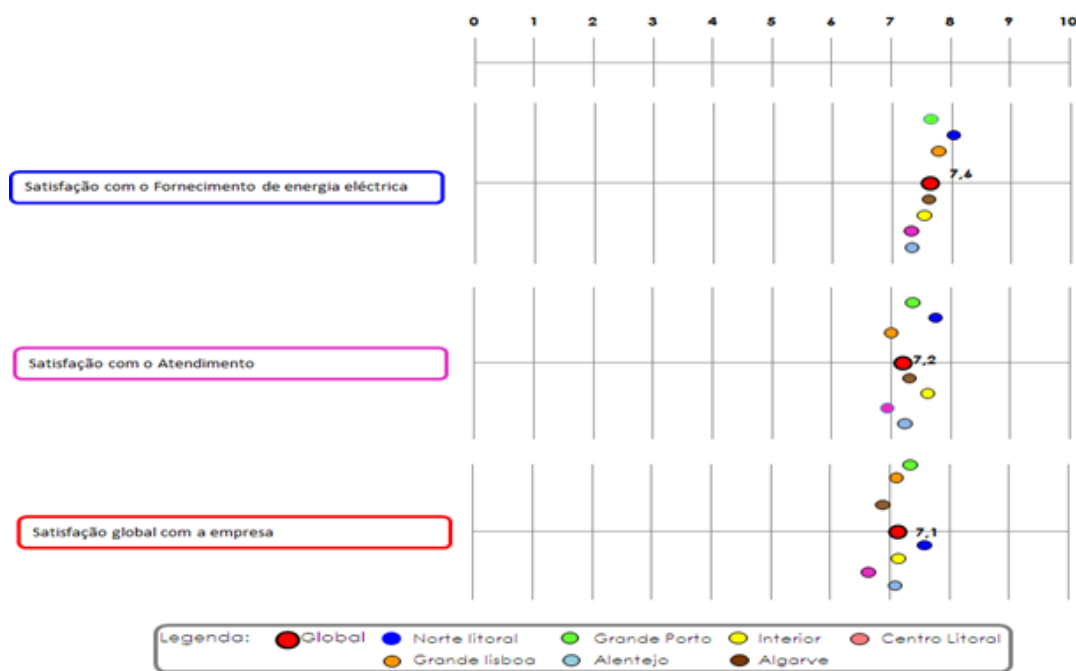 0 1 2 3 4 5 6 7 8 9 10
Satisfação com o Fornecimento de energia eléctrica
7,6
Satisfação com o Atendimento
7,2
Satisfação global com a empresa
7,1
Legenda: Global Norte litoral Grande Porto Interior Centro Litoral
Grande lisboa Alentejo Algarve